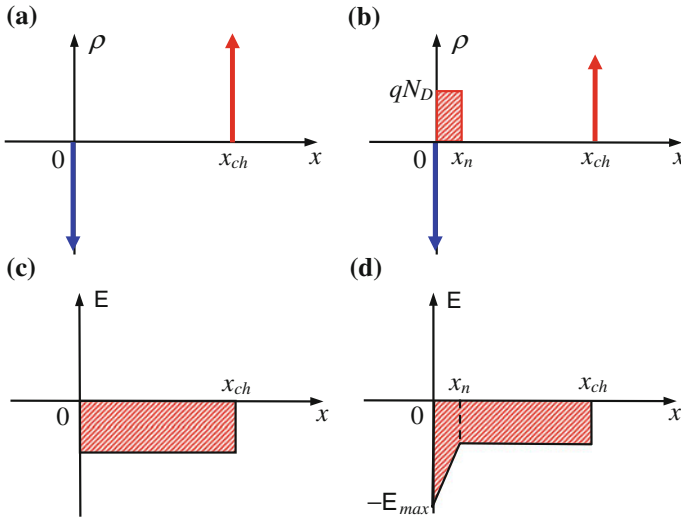 (a)
ρ
0
x_ch
x
(b)
ρ
qN_D
0
x_n
x_ch
x
(c)
E
x_ch
0
x
(d)
E
x_n
x_ch
0
x
−E_max